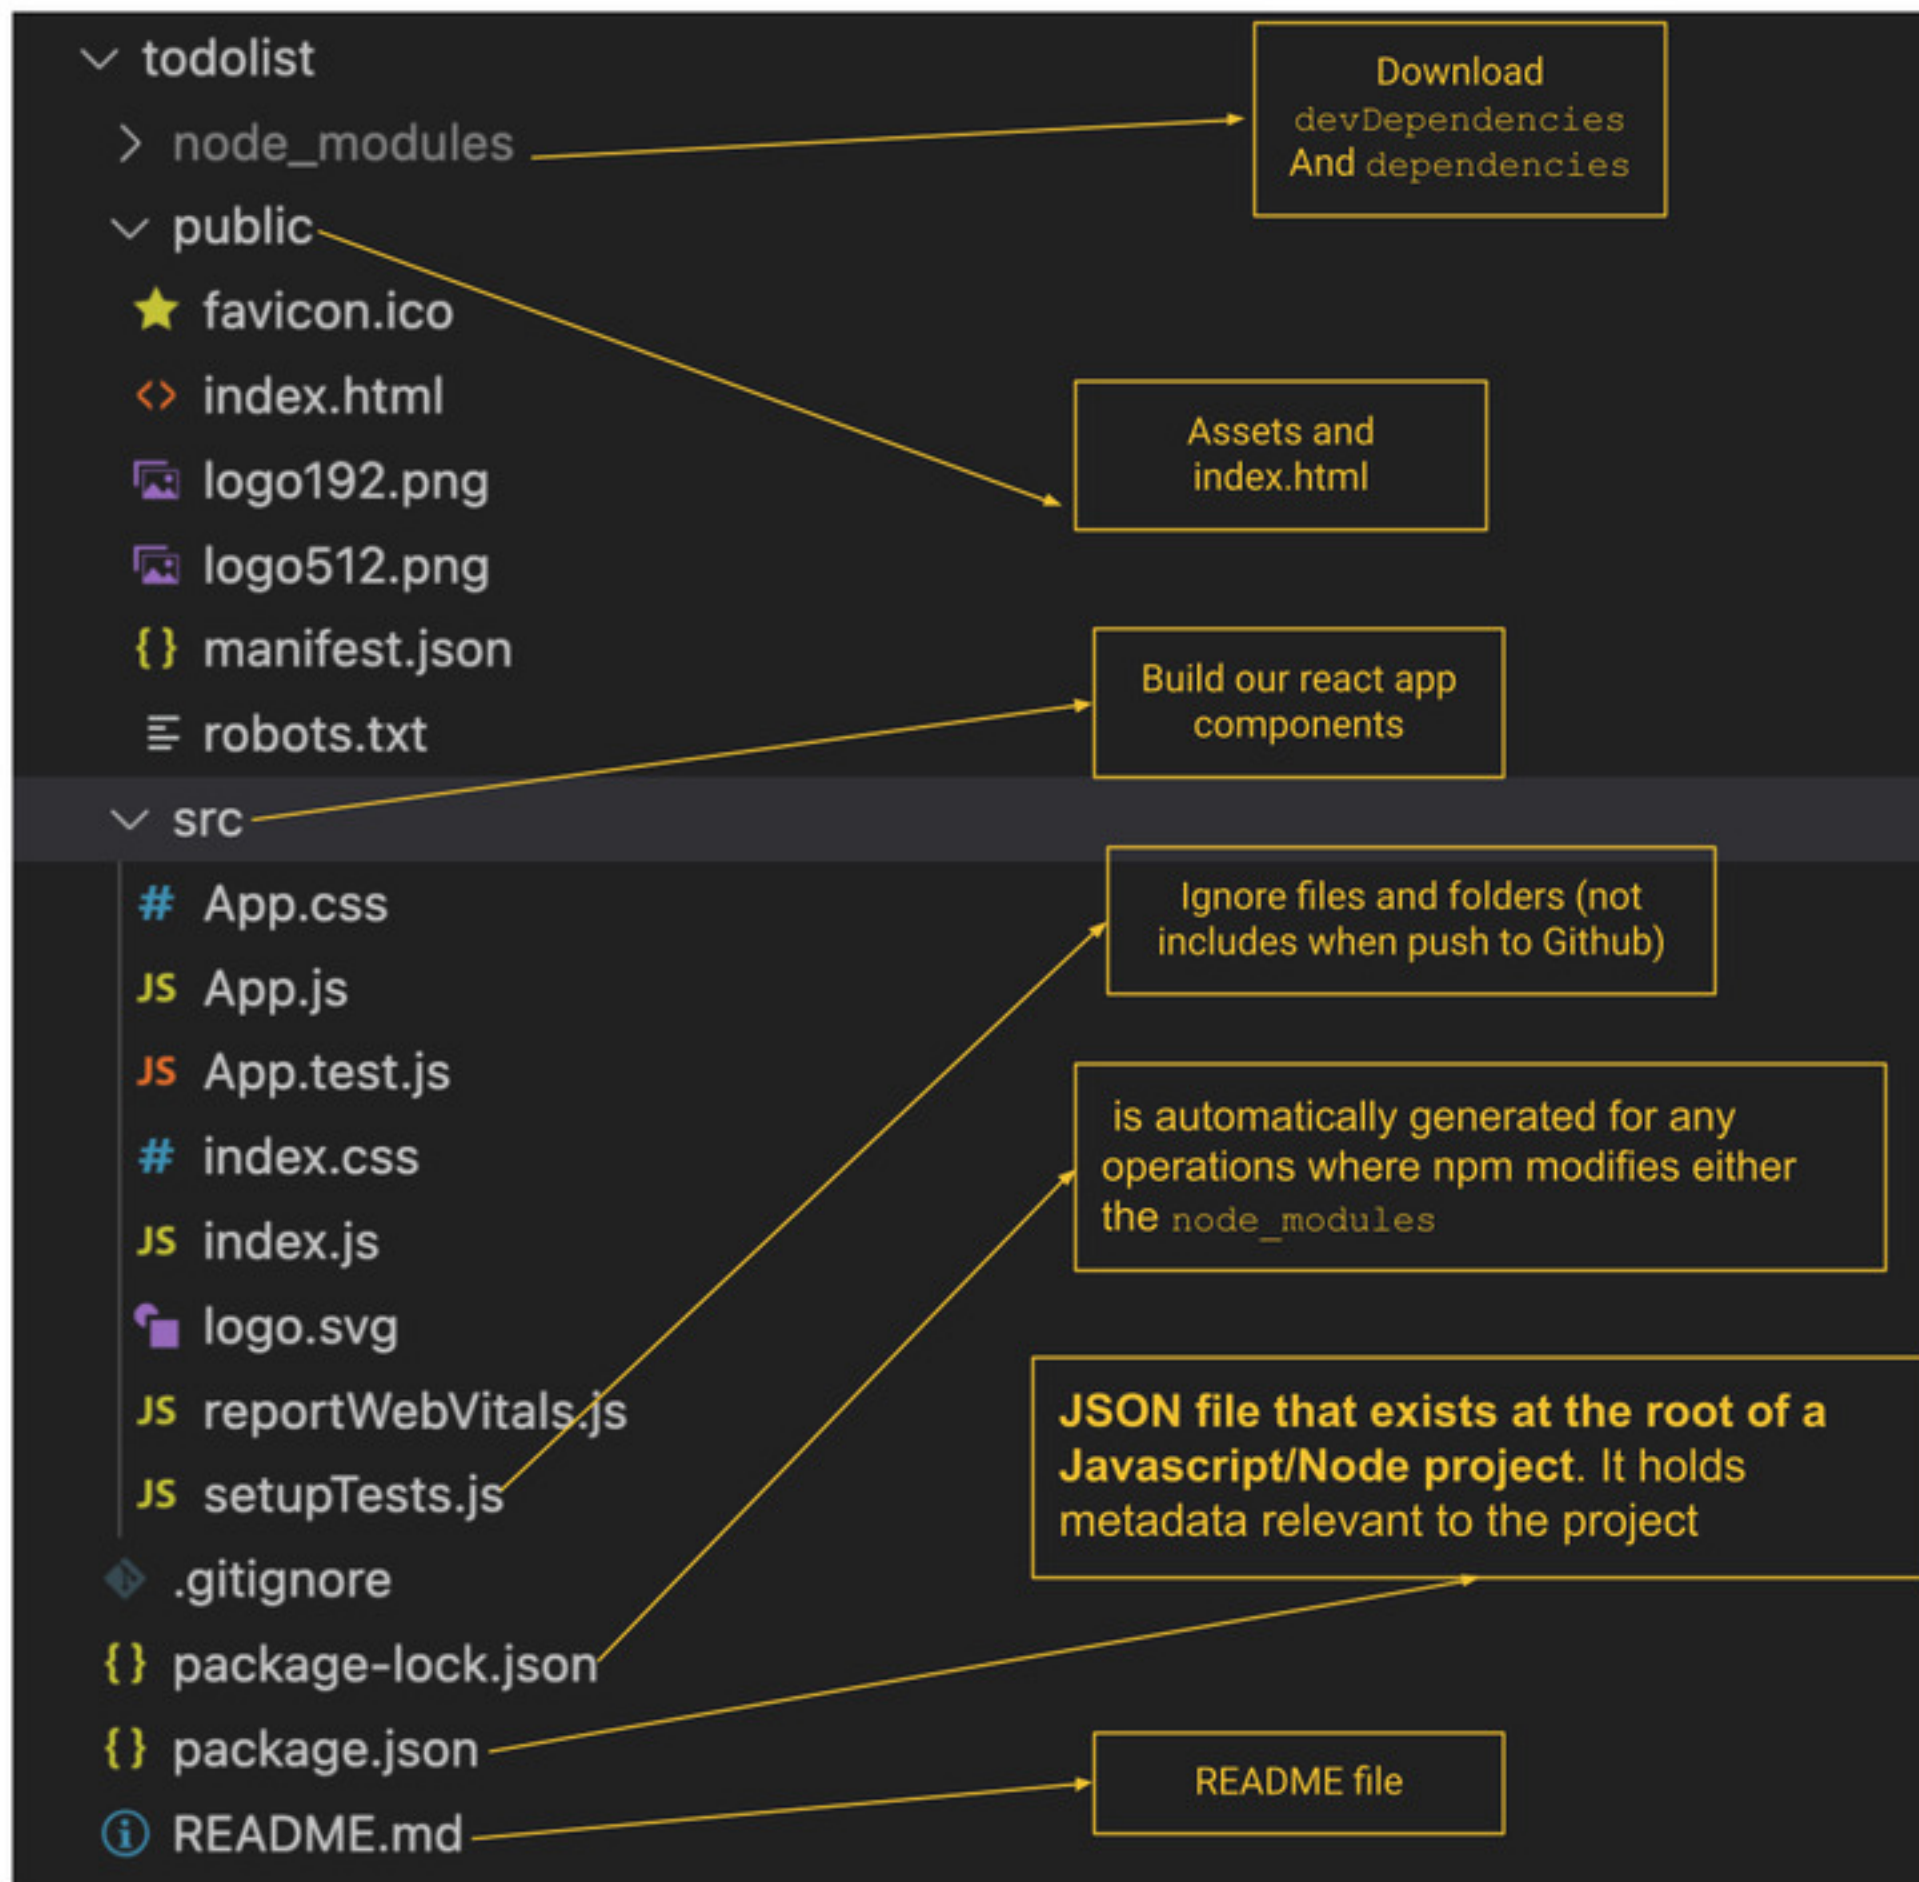 todolist
node_modules
public
favicon.ico
index.html
logo192.png
logo512.png
manifest.json
robots.txt
src
App.css
App.js
App.test.js
index.css
index.js
logo.svg
reportWebVitals.js
setupTests.js
.gitignore
package-lock.json
package.json
README.md
Download
devDependencies
And dependencies
Assets and
index.html
Build our react app
components
Ignore files and folders (not
includes when push to Github)
is automatically generated for any
operations where npm modifies either
the node_modules
JSON file that exists at the root of a
Javascript/Node project. It holds
metadata relevant to the project
README file